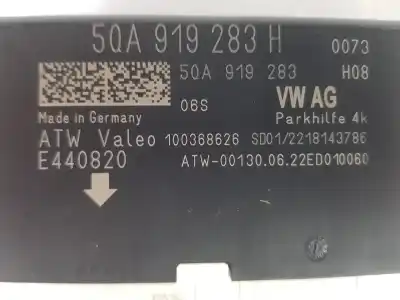 5QA 919 283 H 0073
5QA 919 283 H08
06S VW AG
Made in Germany Parkhilfe 4k
ATW Valeo 100368626 SD01/2218143786
E440820 ATW-00130.06.22ED010060